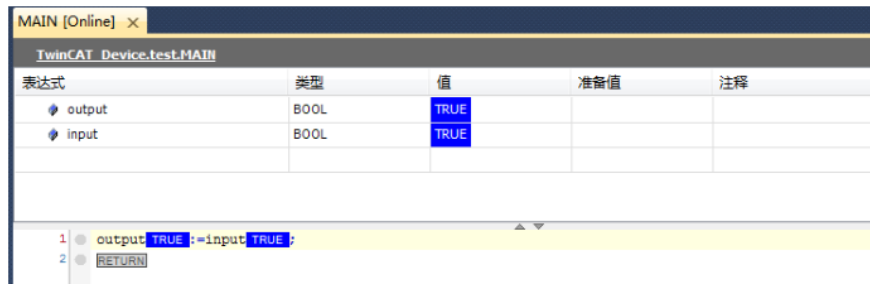 MAIN [Online] ×
TwinCAT_Device.test.MAIN
表达式 类型 值 准备值 注释
output BOOL TRUE
input BOOL TRUE
1 output TRUE :=input TRUE ;
2 RETURN